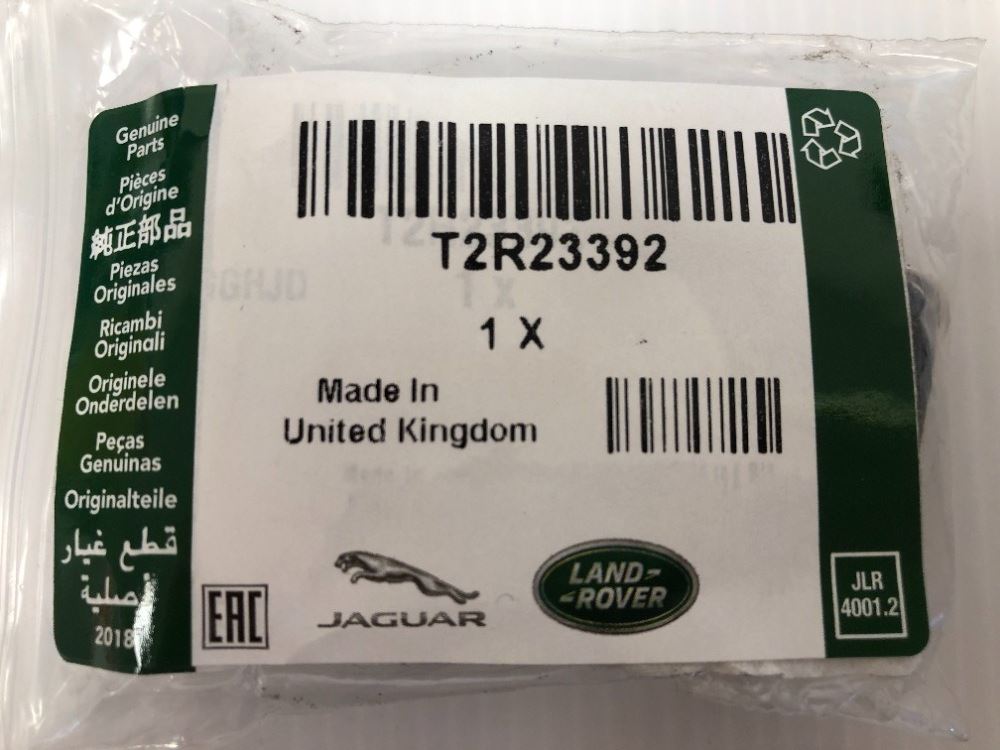 Genuine
Parts
Pièces
d'Origine
純正部品
Piezas
Originales
Ricambi
Originali
Originele
Onderdelen
Peças
Genuinas
Originalteile
قطع غيار
2018
T2R23392
1 X
Made In
United Kingdom
EAC
JAGUAR
LAND-
-ROVER
JLR
4001.2